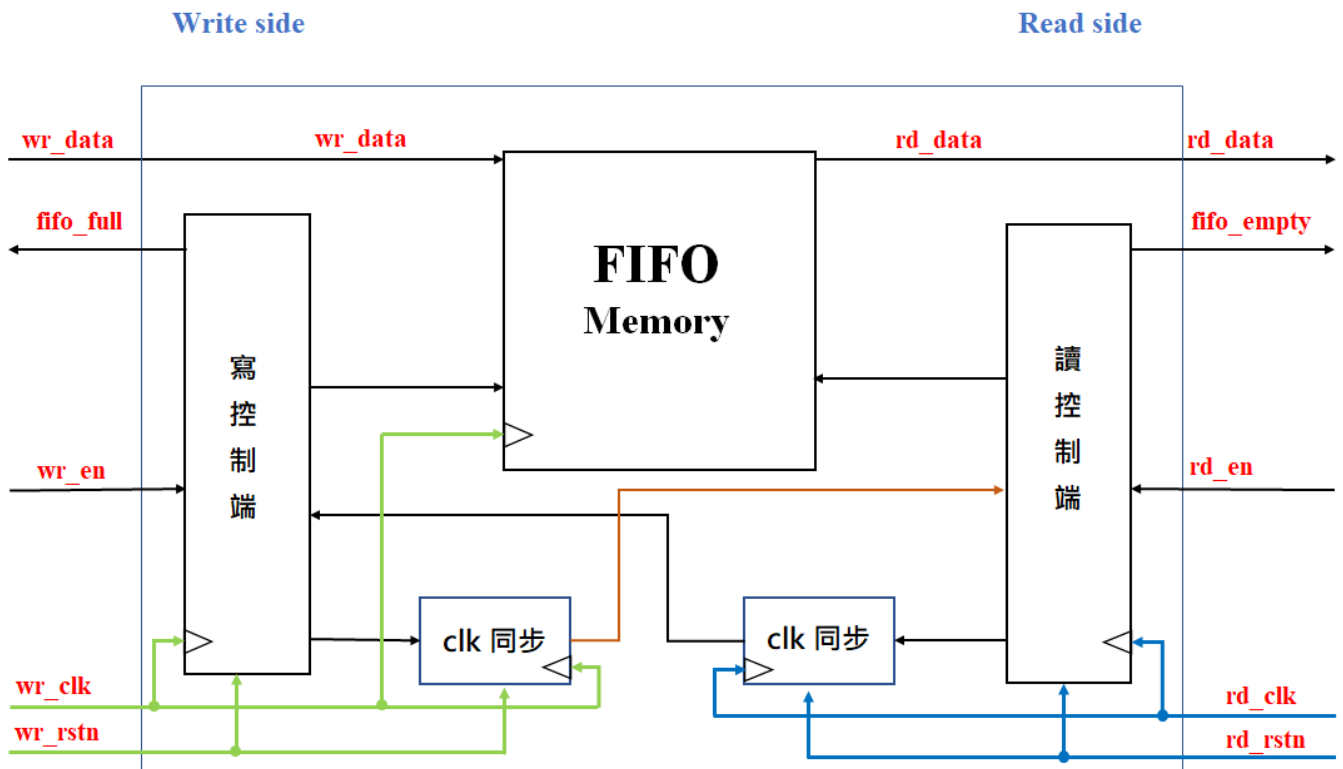 Write side
Read side
wr_data
wr_data
rd_data
rd_data
fifo_full
fifo_empty
FIFO
Memory
寫
控
制
端
讀
控
制
端
wr_en
rd_en
clk 同步
clk 同步
wr_clk
rd_clk
wr_rstn
rd_rstn